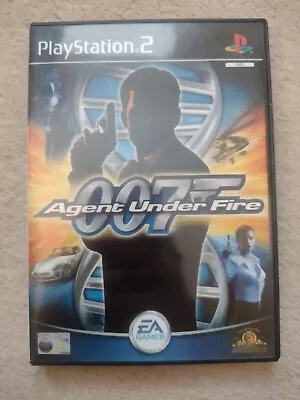 PlayStation 2
007
Agent Under Fire
EA
GAMES